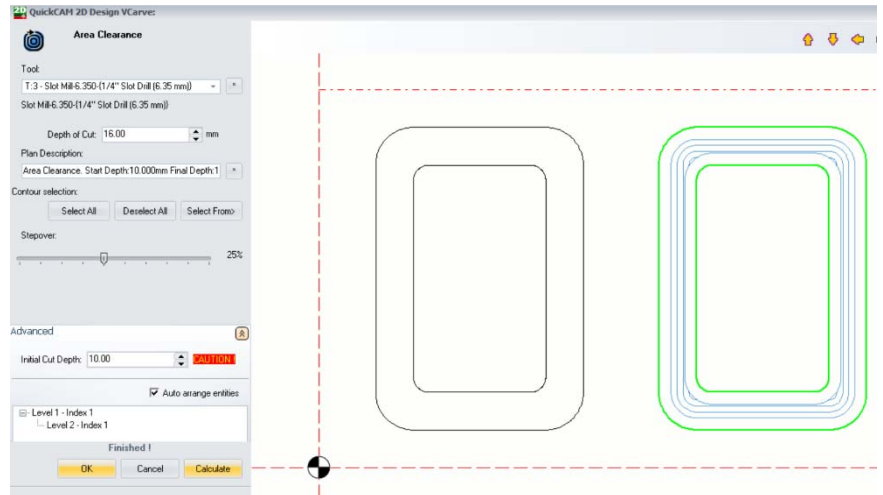 2D QuickCAM 2D Design VCarve:
Area Clearance
Tool:
T:3 - Slot Mill-6.350-{1/4" Slot Drill (6.35 mm)}
Slot Mill-6.350-{1/4" Slot Drill (6.35 mm)}
Depth of Cut: 16.00 mm
Plan Description:
Area Clearance. Start Depth:10.000mm Final Depth:1
Contour selection:
Select All Deselect All Select From>
Stepover:
25%
Advanced
Initial Cut Depth: 10.00 CAUTION !
Auto arrange entities
Level 1 - Index 1
Level 2 - Index 1
Finished !
OK Cancel Calculate